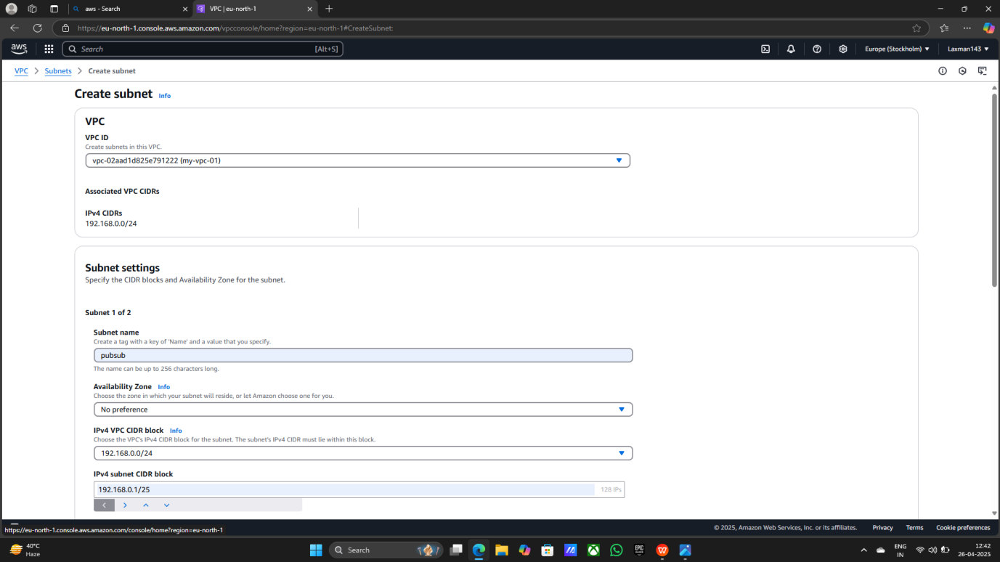 aws - Search
VPC | eu-north-1
https://eu-north-1.console.aws.amazon.com/vpcconsole/home?region=eu-north-1#CreateSubnet:
aws
Search [Alt+S]
Europe (Stockholm)
Laxman143
VPC
Subnets
Create subnet
Create subnet Info
VPC
VPC ID
Create subnets in this VPC.
vpc-02aad1d825e791222 (my-vpc-01)
Associated VPC CIDRs
IPv4 CIDRs
192.168.0.0/24
Subnet settings
Specify the CIDR blocks and Availability Zone for the subnet.
Subnet 1 of 2
Subnet name
Create a tag with a key of 'Name' and a value that you specify.
pubsub
The name can be up to 256 characters long.
Availability Zone Info
Choose the zone in which your subnet will reside, or let Amazon choose one for you.
No preference
IPv4 VPC CIDR block Info
Choose the VPC's IPv4 CIDR block for the subnet. The subnet's IPv4 CIDR must lie within this block.
192.168.0.0/24
IPv4 subnet CIDR block
192.168.0.1/25 128 IPs
https://eu-north-1.console.aws.amazon.com/console/home?region=eu-north-1
© 2025, Amazon Web Services, Inc. or its affiliates. Privacy Terms Cookie preferences
40°C
Haze
Search
EPIC
ENG
IN
12:42
26-04-2025